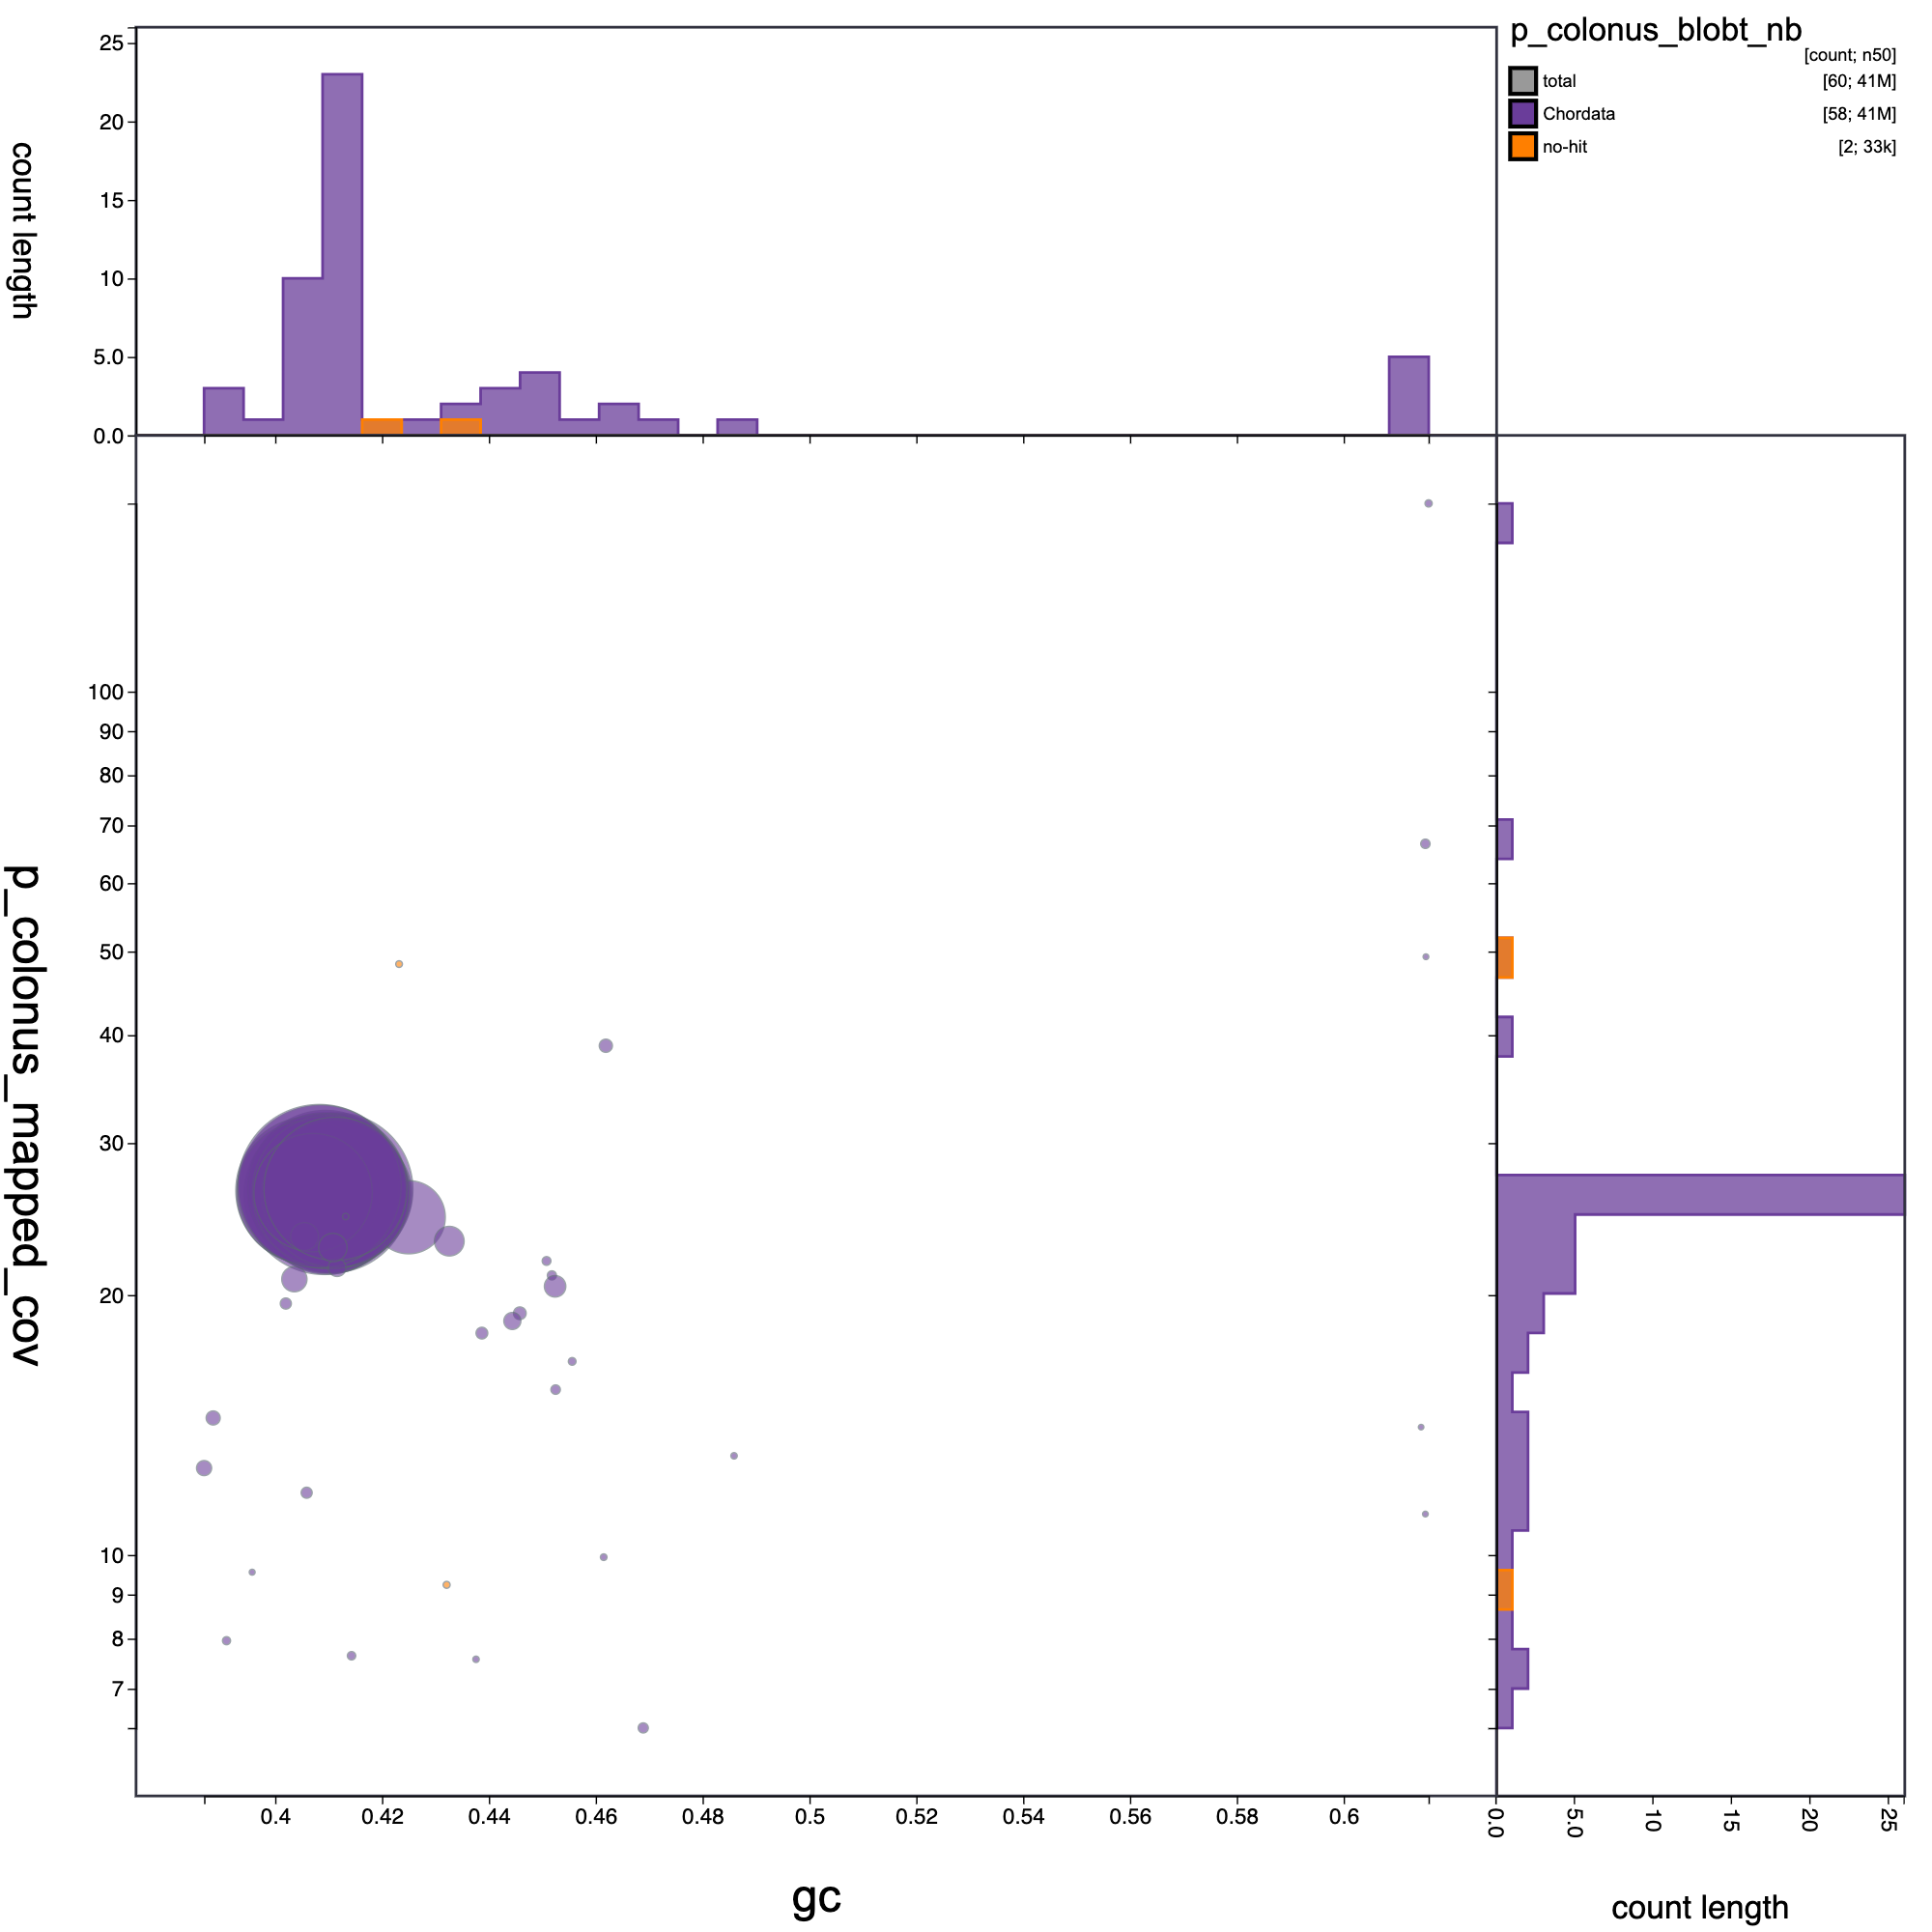 p_colonus_blobt_nb
[count; n50]
total [60; 41M]
Chordata [58; 41M]
no-hit [2; 33k]
count length
25
20
15
10
5.0
0.0
p_colonus_mapped_cov
100
90
80
70
60
50
40
30
20
10
9
8
7
0.4 0.42 0.44 0.46 0.48 0.5 0.52 0.54 0.56 0.58 0.6
gc
0.0 5.0 10 15 20 25
count length